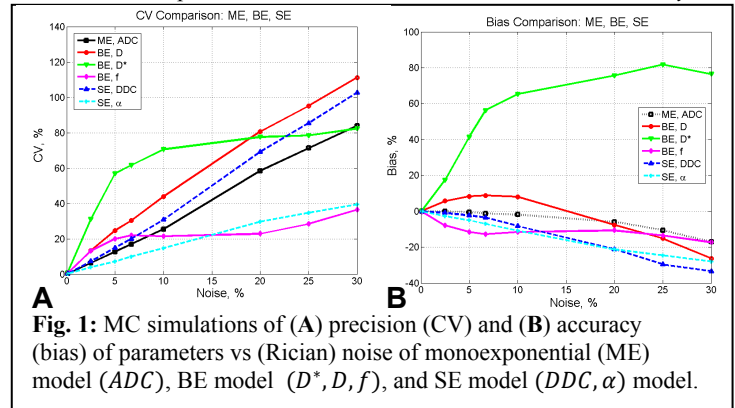 CV Comparison: ME, BE, SE
140
120
100
80
60
40
20
0
CV, %
ME, ADC
BE, D
BE, D*
BE, f
SE, DDC
SE, α
0 5 10 15 20 25 30
Noise, %
A
Bias Comparison: ME, BE, SE
100
80
60
40
20
0
-20
-40
Bias, %
ME, ADC
BE, D
BE, D*
BE, f
SE, DDC
SE, α
0 5 10 15 20 25 30
Noise, %
B
Fig. 1: MC simulations of (A) precision (CV) and (B) accuracy
(bias) of parameters vs (Rician) noise of monoexponential (ME)
model (ADC), BE model (D*, D, f), and SE model (DDC, α) model.